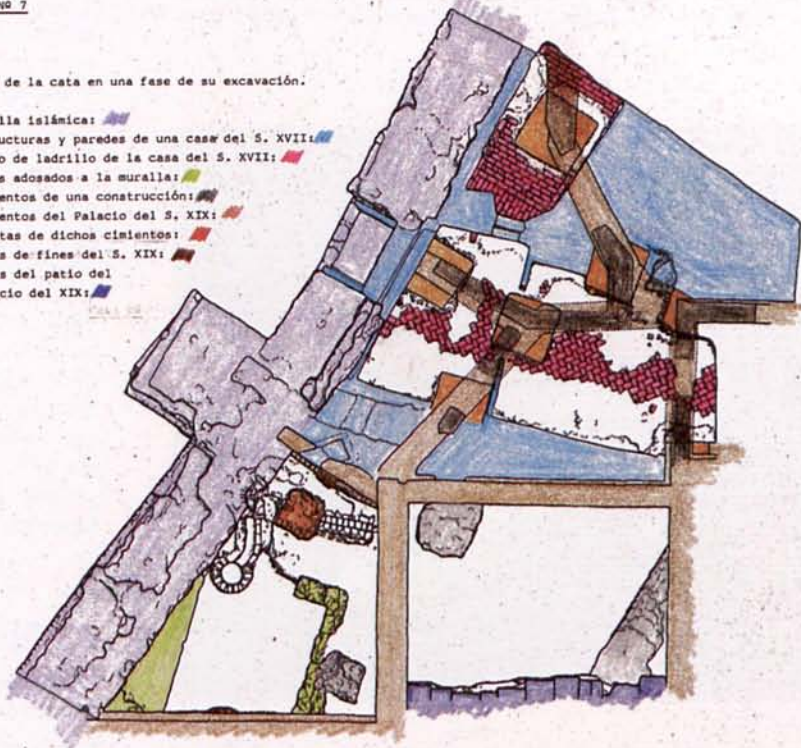 Nº 7
de la cata en una fase de su excavación.
lla islámica:
ucturas y paredes de una casa del S. XVII:
o de ladrillo de la casa del S. XVII:
s adosados a la muralla:
entos de una construcción:
entos del Palacio del S. XIX:
tas de dichos cimientos:
s de fines del S. XIX:
s del patio del
cio del XIX: